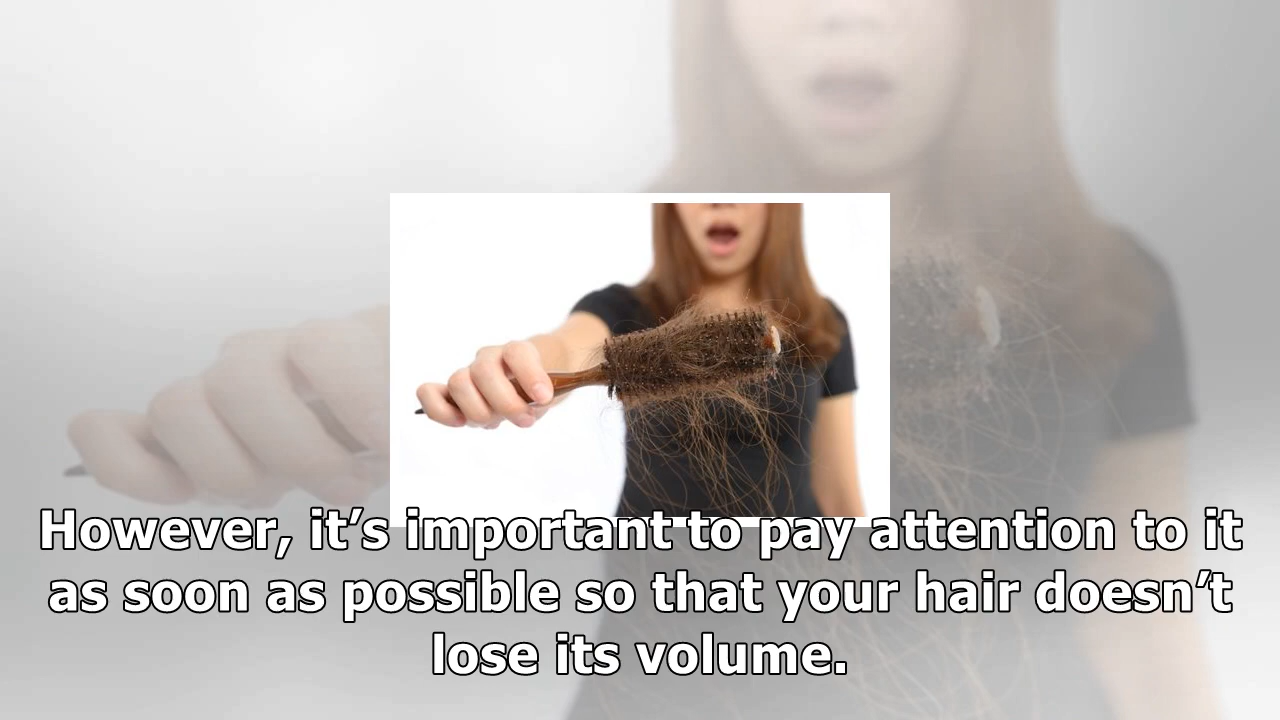 However, it’s important to pay attention to it
as soon as possible so that your hair doesn’t
lose its volume.